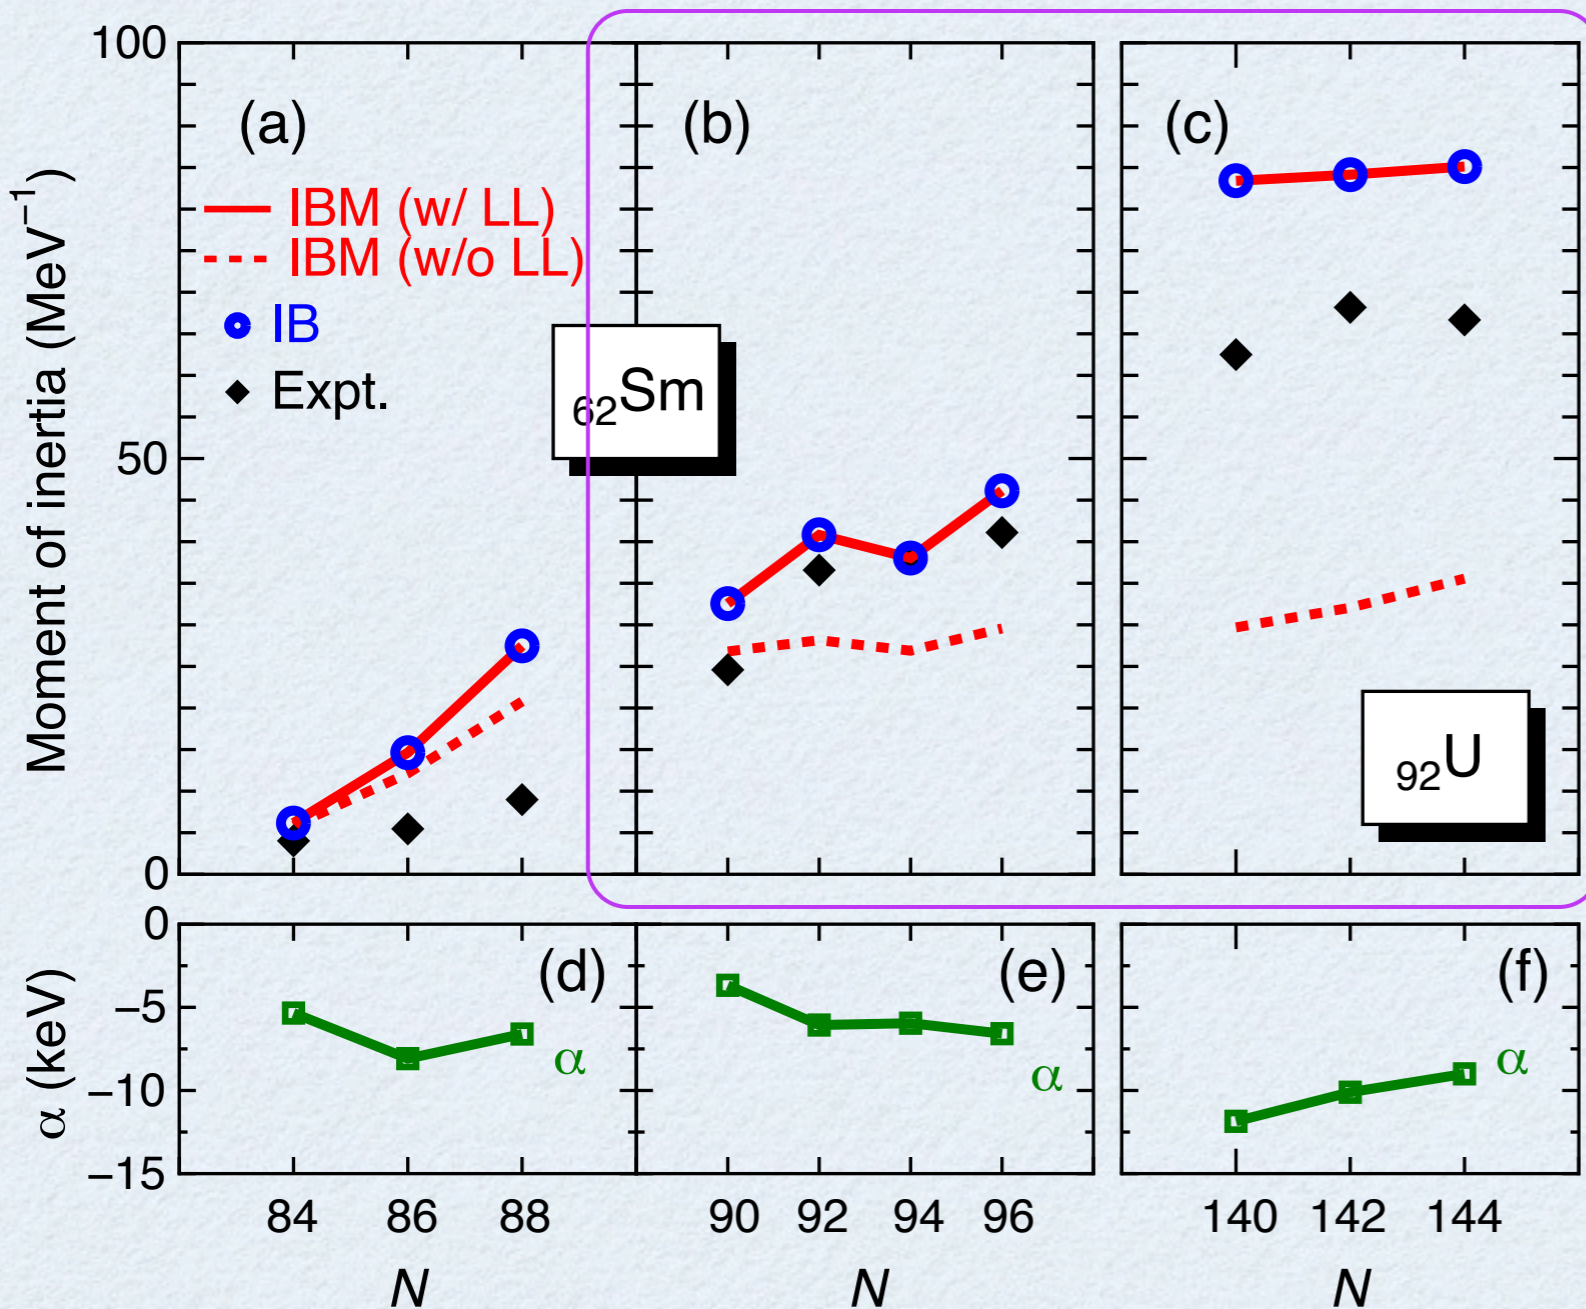 100
50
0
Moment of inertia (MeV⁻¹)
(a)
IBM (w/ LL)
IBM (w/o LL)
IB
Expt.
₆₂Sm
(b)
(c)
₉₂U
0
−5
−10
−15
α (keV)
(d)
α
(e)
α
(f)
α
84 86 88
90 92 94 96
140 142 144
N
N
N